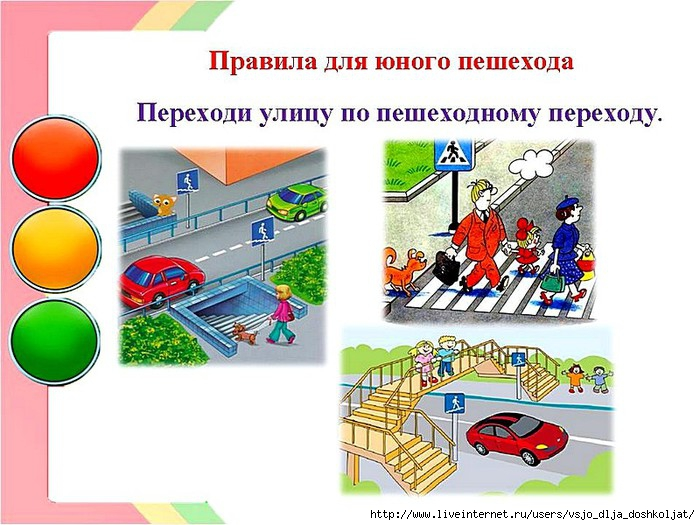 Правила для юного пешехода
Переходи улицу по пешеходному переходу.
http://www.liveinternet.ru/users/vsjo_dlja_doshkoljat/